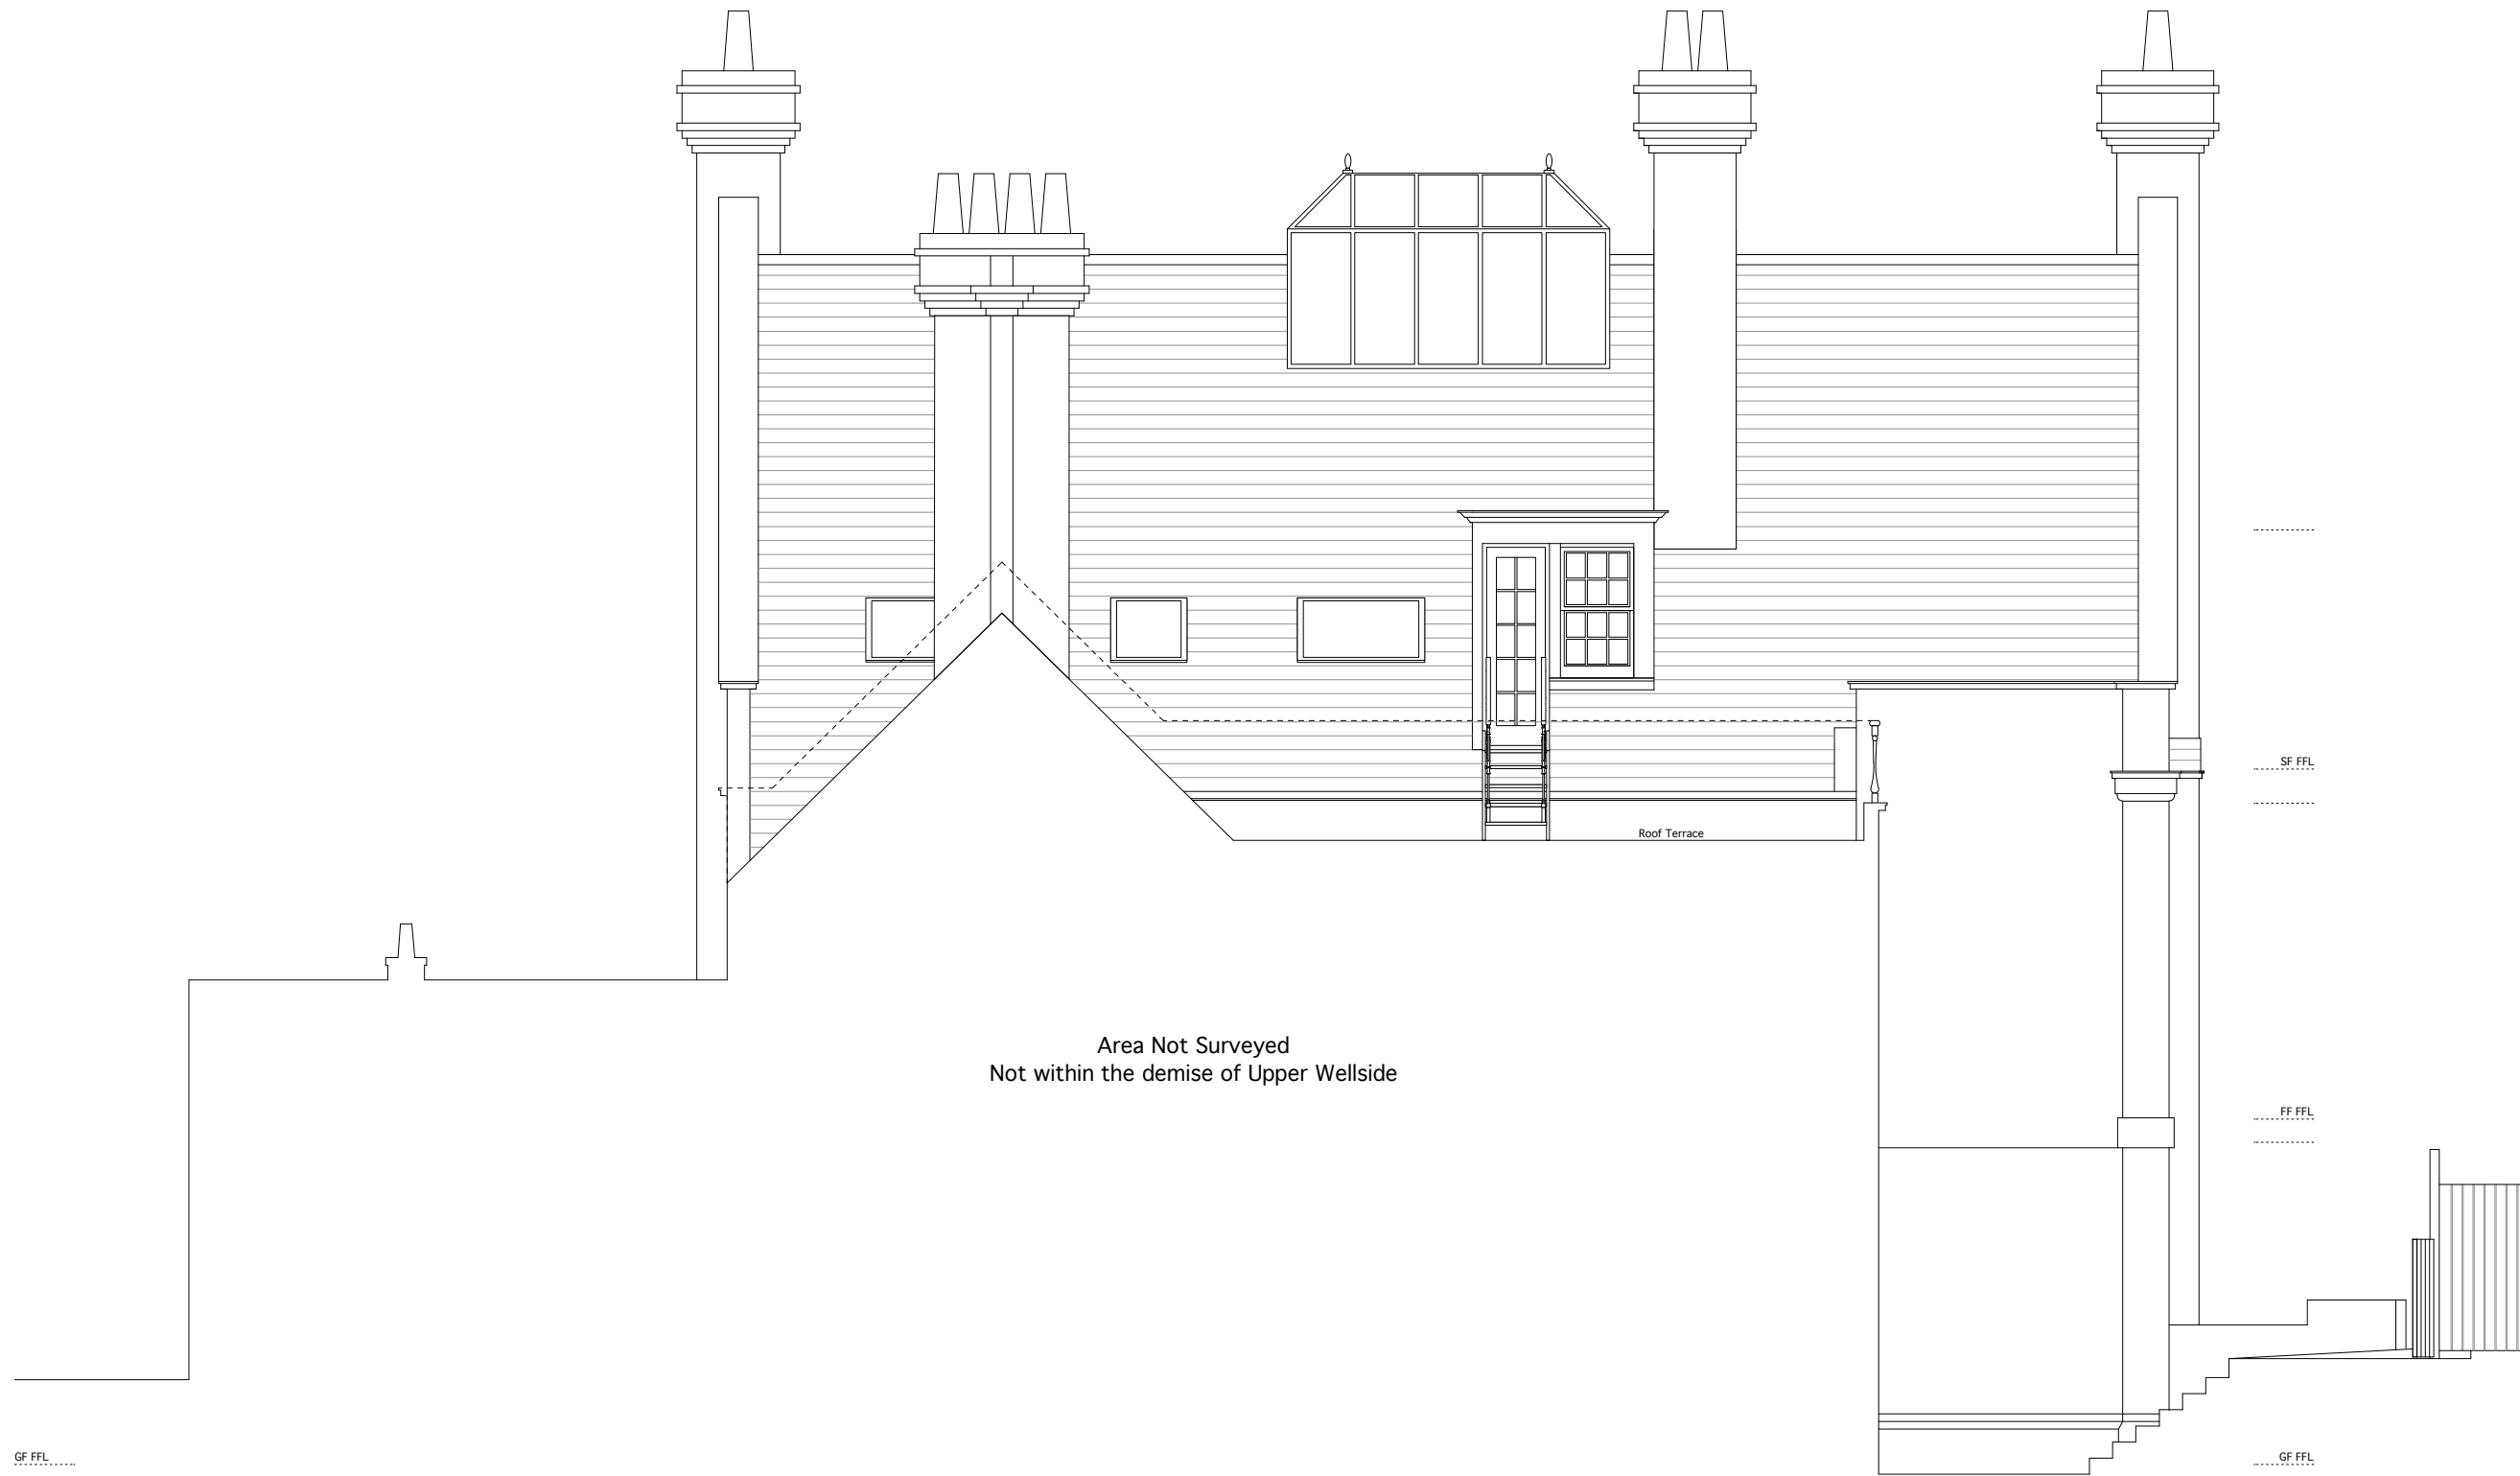 SF FFL
Roof Terrace
Area Not Surveyed
Not within the demise of Upper Wellside
FF FFL
GF FFL
GF FFL